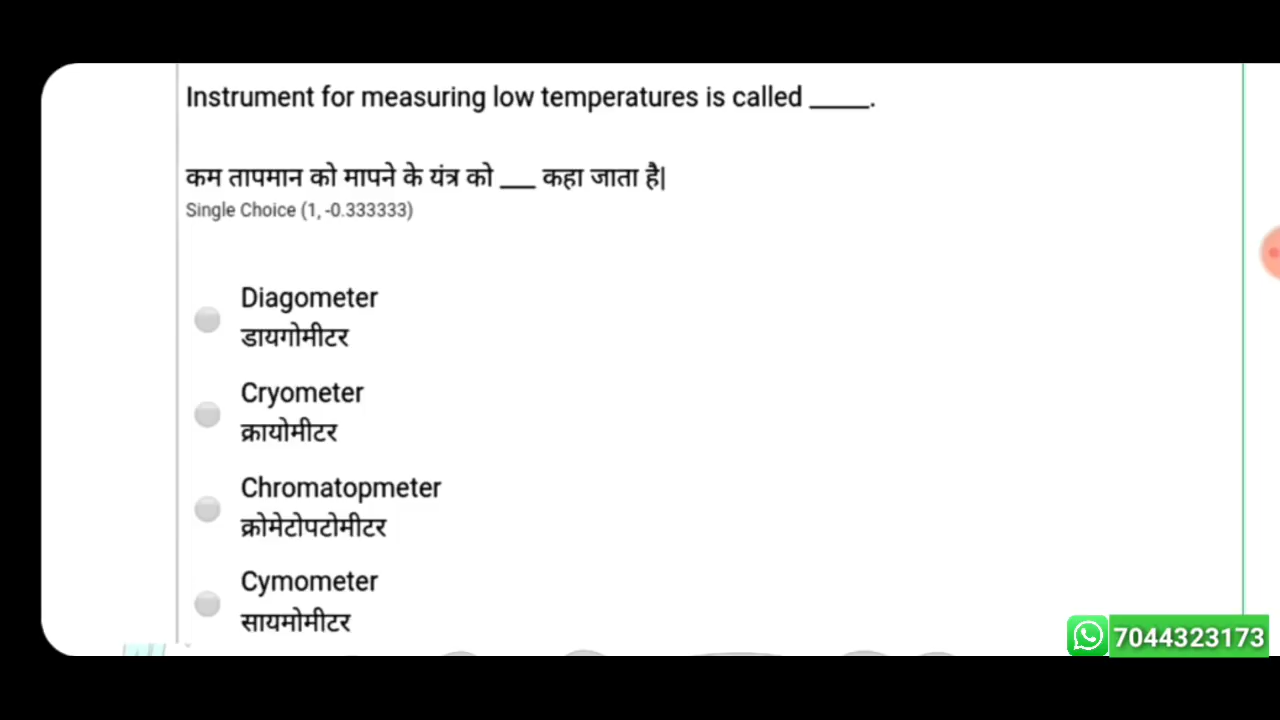 Instrument for measuring low temperatures is called _____.
कम तापमान को मापने के यंत्र को ___ कहा जाता है|
Single Choice (1, -0.333333)
Diagometer
डायगोमीटर
Cryometer
क्रायोमीटर
Chromatopmeter
क्रोमेटोपटोमीटर
Cymometer
सायमोमीटर
7044323173